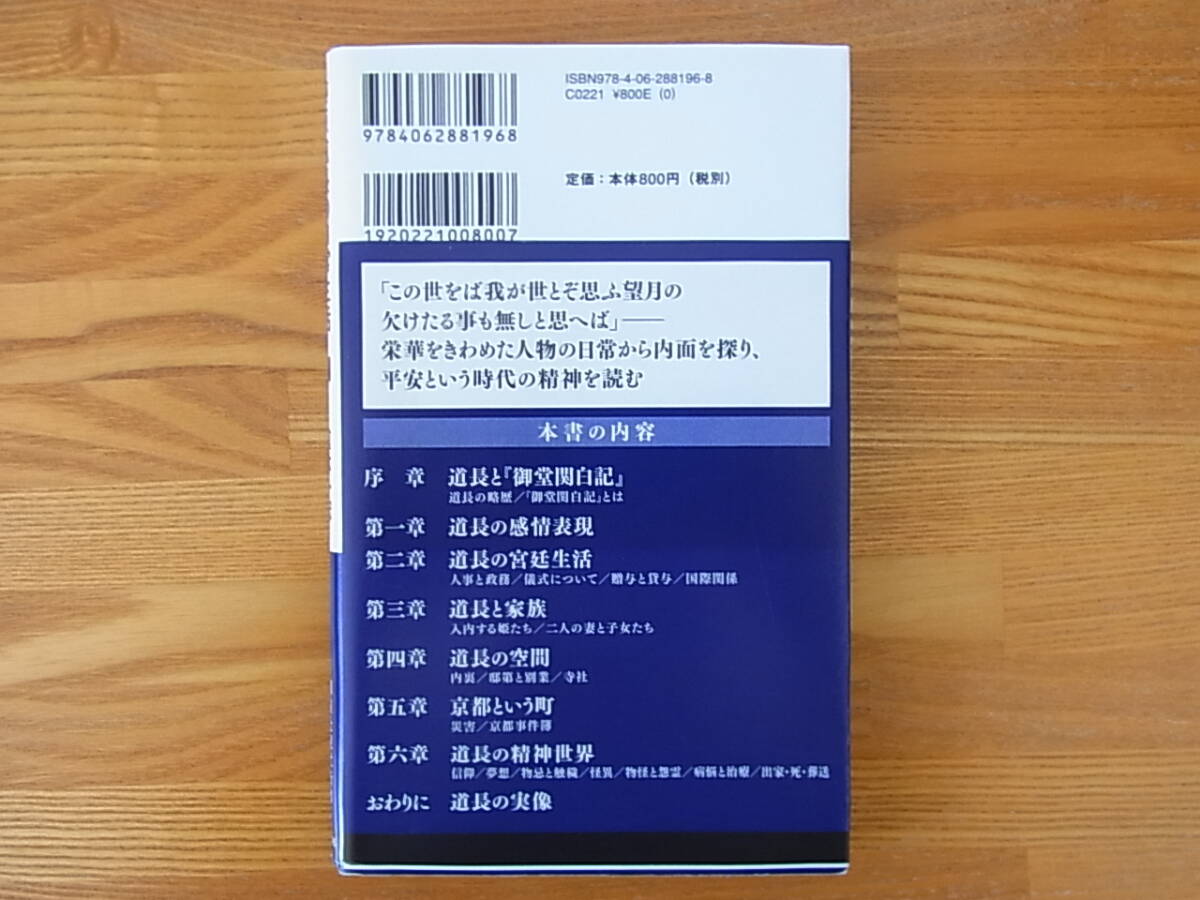 ISBN978-4-06-288196-8
C0221 ¥800E (0)
9784062881968
定価：本体800円（税別）
1920221008007
「この世をば我が世とぞ思ふ望月の
欠けたる事も無しと思へば」――
栄華をきわめた人物の日常から内面を探り、
平安という時代の精神を読む
本書の内容
序 章 道長と『御堂関白記』
道長の略歴／『御堂関白記』とは
第一章 道長の感情表現
第二章 道長の宮廷生活
人事と政務／儀式について／贈与と貸与／国際関係
第三章 道長と家族
入内する姫たち／二人の妻と子女たち
第四章 道長の空間
内裏／邸第と別業／寺社
第五章 京都という町
災害／京都事件簿
第六章 道長の精神世界
信仰／夢想／物忌と触穢／怪異／物怪と怨霊／病悩と治療／出家・死・葬送
おわりに 道長の実像